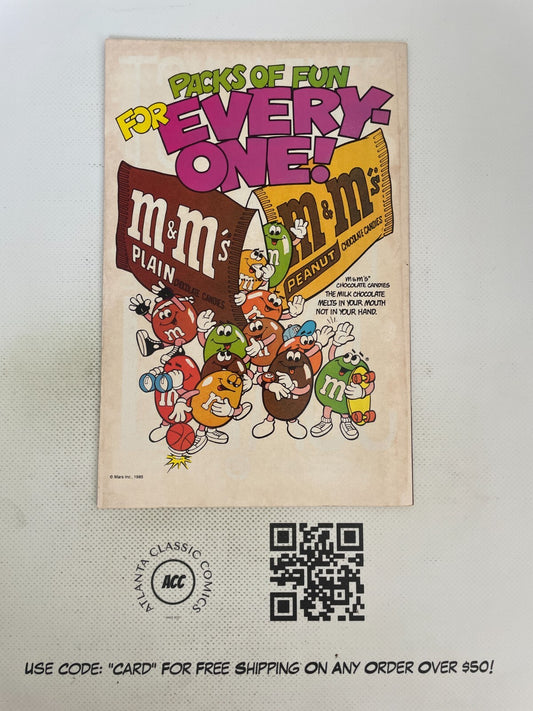 PACKS OF FUN
FOR EVERY-
ONE!
m&m's
PLAIN
CHOCOLATE CANDIES
m&m's
PEANUT
CHOCOLATE CANDIES
M&M'S®
CHOCOLATE CANDIES
THE MILK CHOCOLATE
MELTS IN YOUR MOUTH
NOT IN YOUR HAND.
m
m
m
m
© Mars Inc., 1985
ATLANTA CLASSIC COMICS
ACC
USE CODE: "CARD" FOR FREE SHIPPING ON ANY ORDER OVER $50!